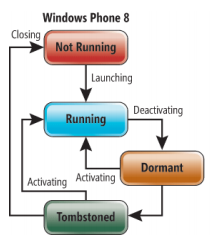 Windows Phone 8
Closing
Not Running
Launching
Running
Deactivating
Dormant
Activating
Activating
Tombstoned